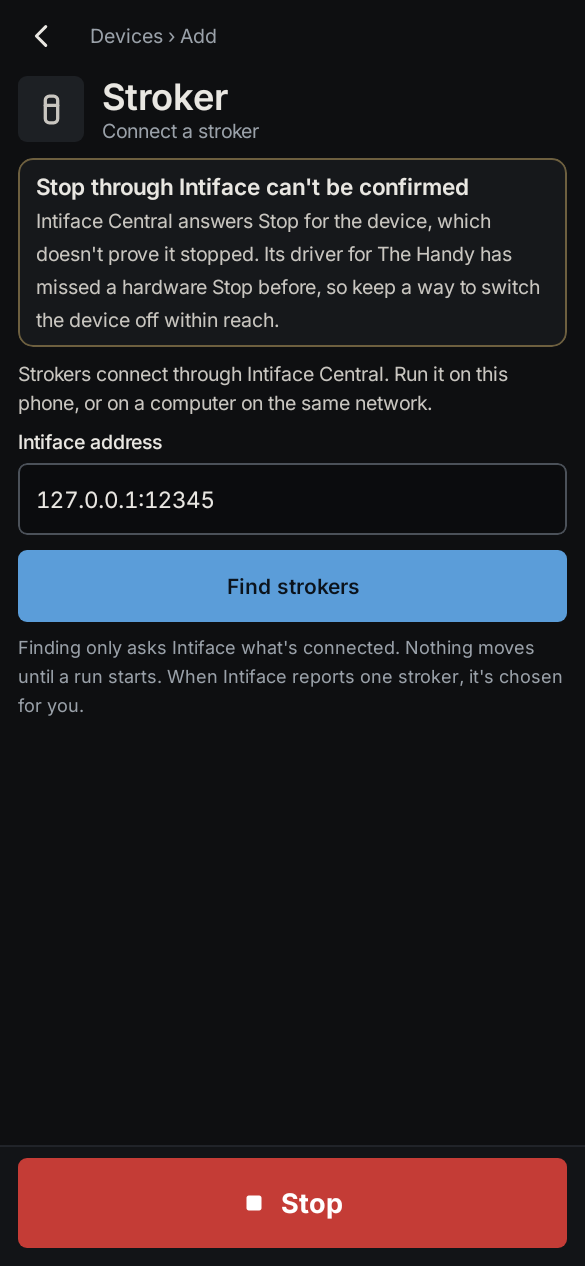 Devices › Add
Stroker
Connect a stroker
Stop through Intiface can't be confirmed
Intiface Central answers Stop for the device, which
doesn't prove it stopped. Its driver for The Handy has
missed a hardware Stop before, so keep a way to switch
the device off within reach.
Strokers connect through Intiface Central. Run it on this
phone, or on a computer on the same network.
Intiface address
127.0.0.1:12345
Find strokers
Finding only asks Intiface what's connected. Nothing moves
until a run starts. When Intiface reports one stroker, it's chosen
for you.
Stop